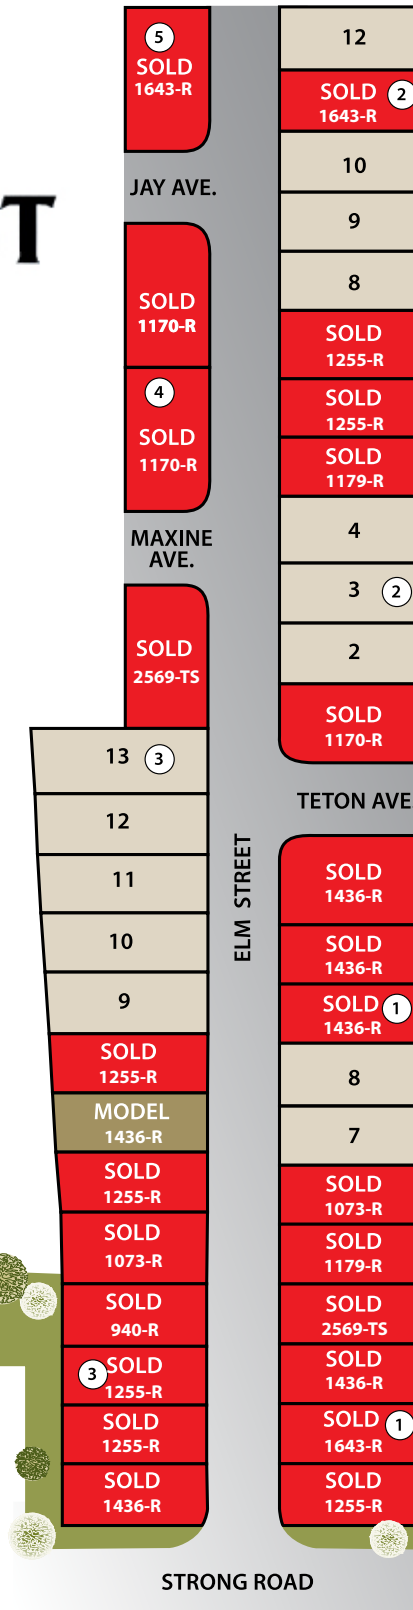 5
SOLD
1643-R
JAY AVE.
T
SOLD
1170-R
4
SOLD
1170-R
MAXINE
AVE.
SOLD
2569-TS
13 3
12
11
10
9
SOLD
1255-R
MODEL
1436-R
SOLD
1255-R
SOLD
1073-R
SOLD
940-R
3 SOLD
1255-R
SOLD
1255-R
SOLD
1436-R
ELM STREET
12
SOLD 2
1643-R
10
9
8
SOLD
1255-R
SOLD
1255-R
SOLD
1179-R
4
3 2
2
SOLD
1170-R
TETON AVE
SOLD
1436-R
SOLD
1436-R
SOLD 1
1436-R
8
7
SOLD
1073-R
SOLD
1179-R
SOLD
2569-TS
SOLD
1436-R
SOLD 1
1643-R
SOLD
1255-R
STRONG ROAD